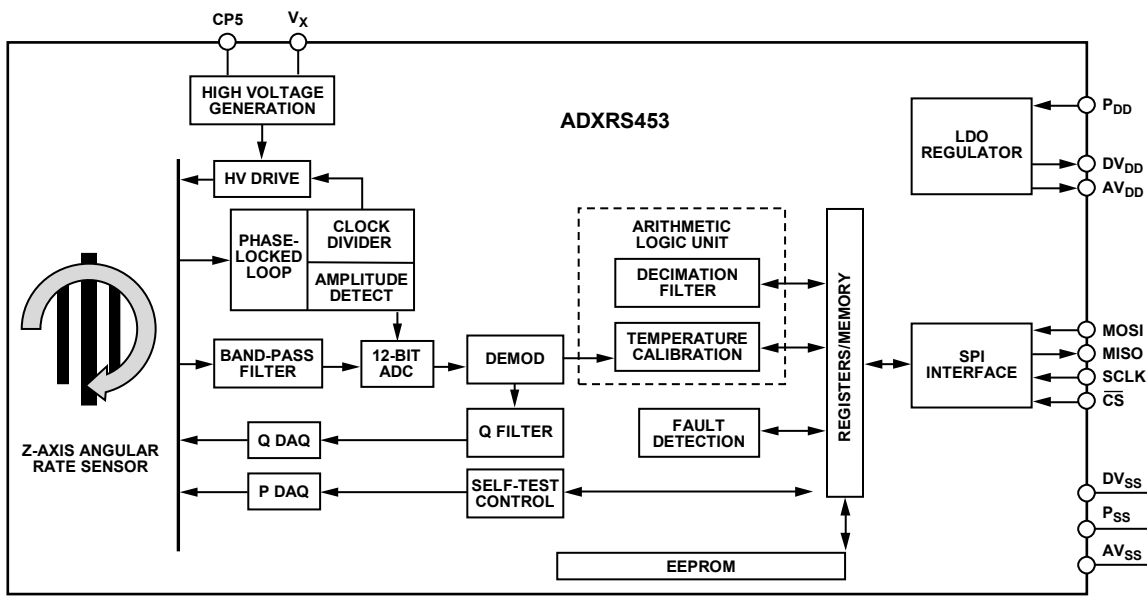 CP5
VX
HIGH VOLTAGE
GENERATION
ADXRS453
LDO
REGULATOR
PDD
DVDD
AVDD
HV DRIVE
PHASE-
LOCKED
LOOP
CLOCK
DIVIDER
AMPLITUDE
DETECT
ARITHMETIC
LOGIC UNIT
DECIMATION
FILTER
TEMPERATURE
CALIBRATION
BAND-PASS
FILTER
12-BIT
ADC
DEMOD
REGISTERS/MEMORY
SPI
INTERFACE
MOSI
MISO
SCLK
CS
Z-AXIS ANGULAR
RATE SENSOR
Q DAQ
Q FILTER
FAULT
DETECTION
P DAQ
SELF-TEST
CONTROL
EEPROM
DVSS
PSS
AVSS